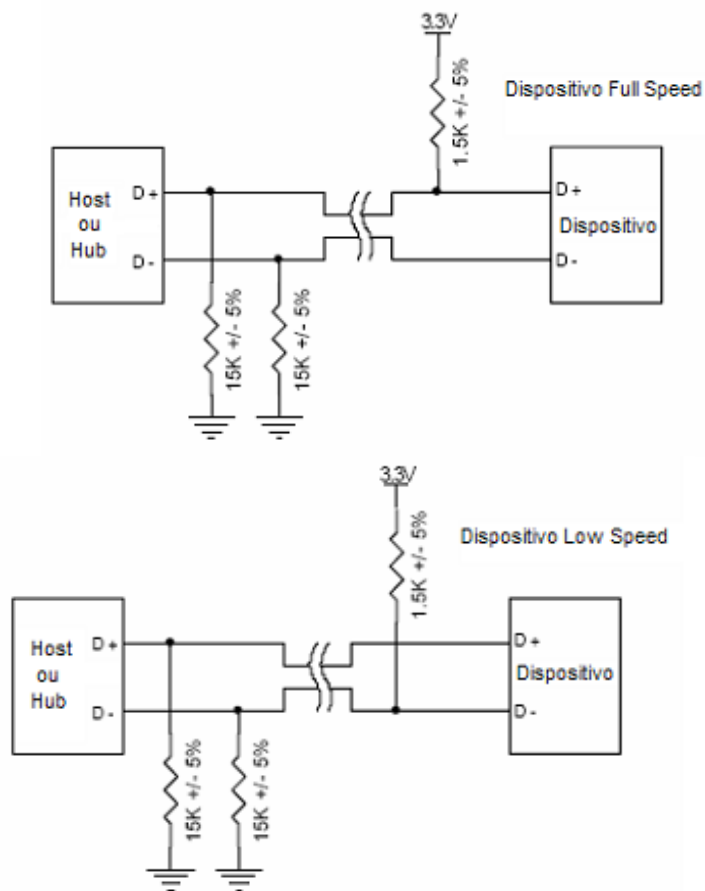 3.3V
1.5K +/- 5%
Dispositivo Full Speed
Host
ou
Hub
D+
D-
D+
Dispositivo
D-
15K +/- 5%
15K +/- 5%
3.3V
1.5K +/- 5%
Dispositivo Low Speed
Host
ou
Hub
D+
D-
D+
Dispositivo
D-
15K +/- 5%
15K +/- 5%